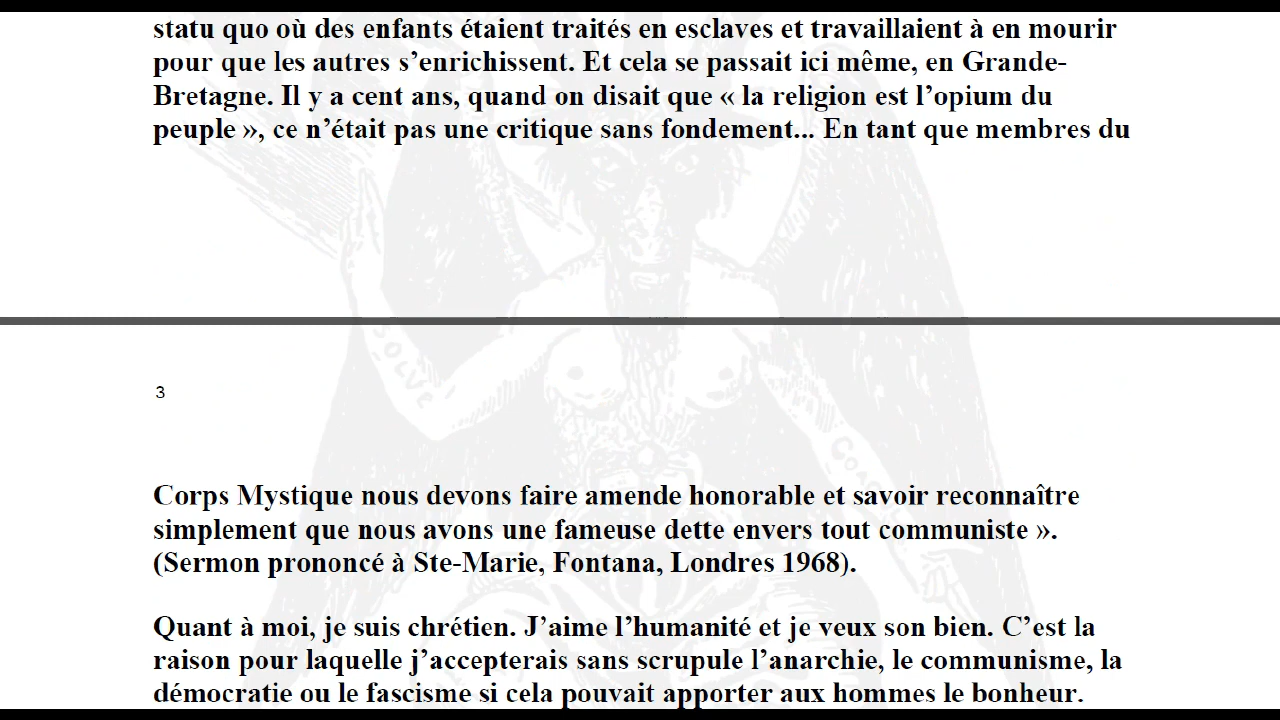 statu quo où des enfants étaient traités en esclaves et travaillaient à en mourir
pour que les autres s’enrichissent. Et cela se passait ici même, en Grande-
Bretagne. Il y a cent ans, quand on disait que « la religion est l’opium du
peuple », ce n’était pas une critique sans fondement... En tant que membres du
SOLVE
3
Corps Mystique nous devons faire amende honorable et savoir reconnaître
simplement que nous avons une fameuse dette envers tout communiste ».
(Sermon prononcé à Ste-Marie, Fontana, Londres 1968).
Quant à moi, je suis chrétien. J’aime l’humanité et je veux son bien. C’est la
raison pour laquelle j’accepterais sans scrupule l’anarchie, le communisme, la
démocratie ou le fascisme si cela pouvait apporter aux hommes le bonheur.